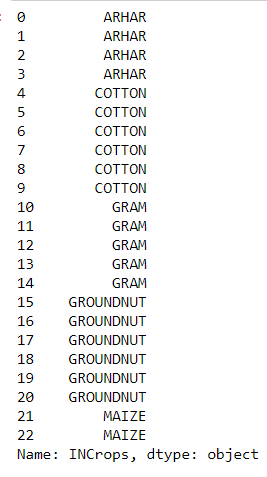 0 ARHAR
1 ARHAR
2 ARHAR
3 ARHAR
4 COTTON
5 COTTON
6 COTTON
7 COTTON
8 COTTON
9 COTTON
10 GRAM
11 GRAM
12 GRAM
13 GRAM
14 GRAM
15 GROUNDNUT
16 GROUNDNUT
17 GROUNDNUT
18 GROUNDNUT
19 GROUNDNUT
20 GROUNDNUT
21 MAIZE
22 MAIZE
Name: INCrops, dtype: object